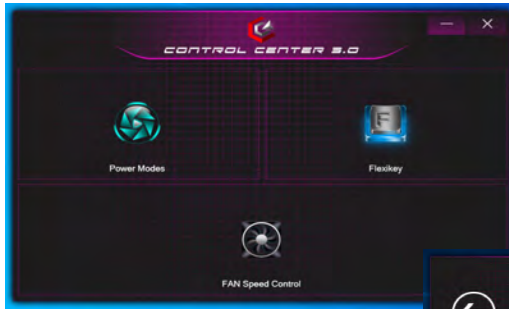 CONTROL CENTER 3.0
Power Modes
F
Flexikey
FAN Speed Control